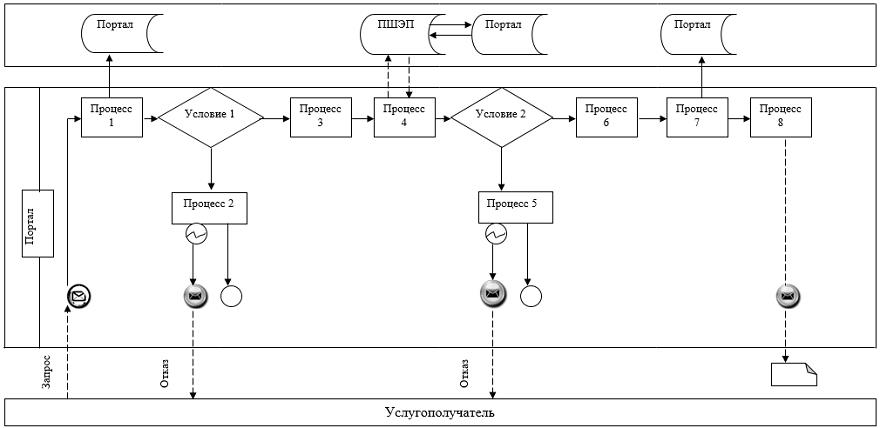 Портал
ПШЭП
Портал
Портал
Процесс
1
Условие 1
Процесс
3
Процесс
4
Условие 2
Процесс
6
Процесс
7
Процесс
8
Процесс 2
Процесс 5
Портал
Запрос
Отказ
Отказ
Услугополучатель